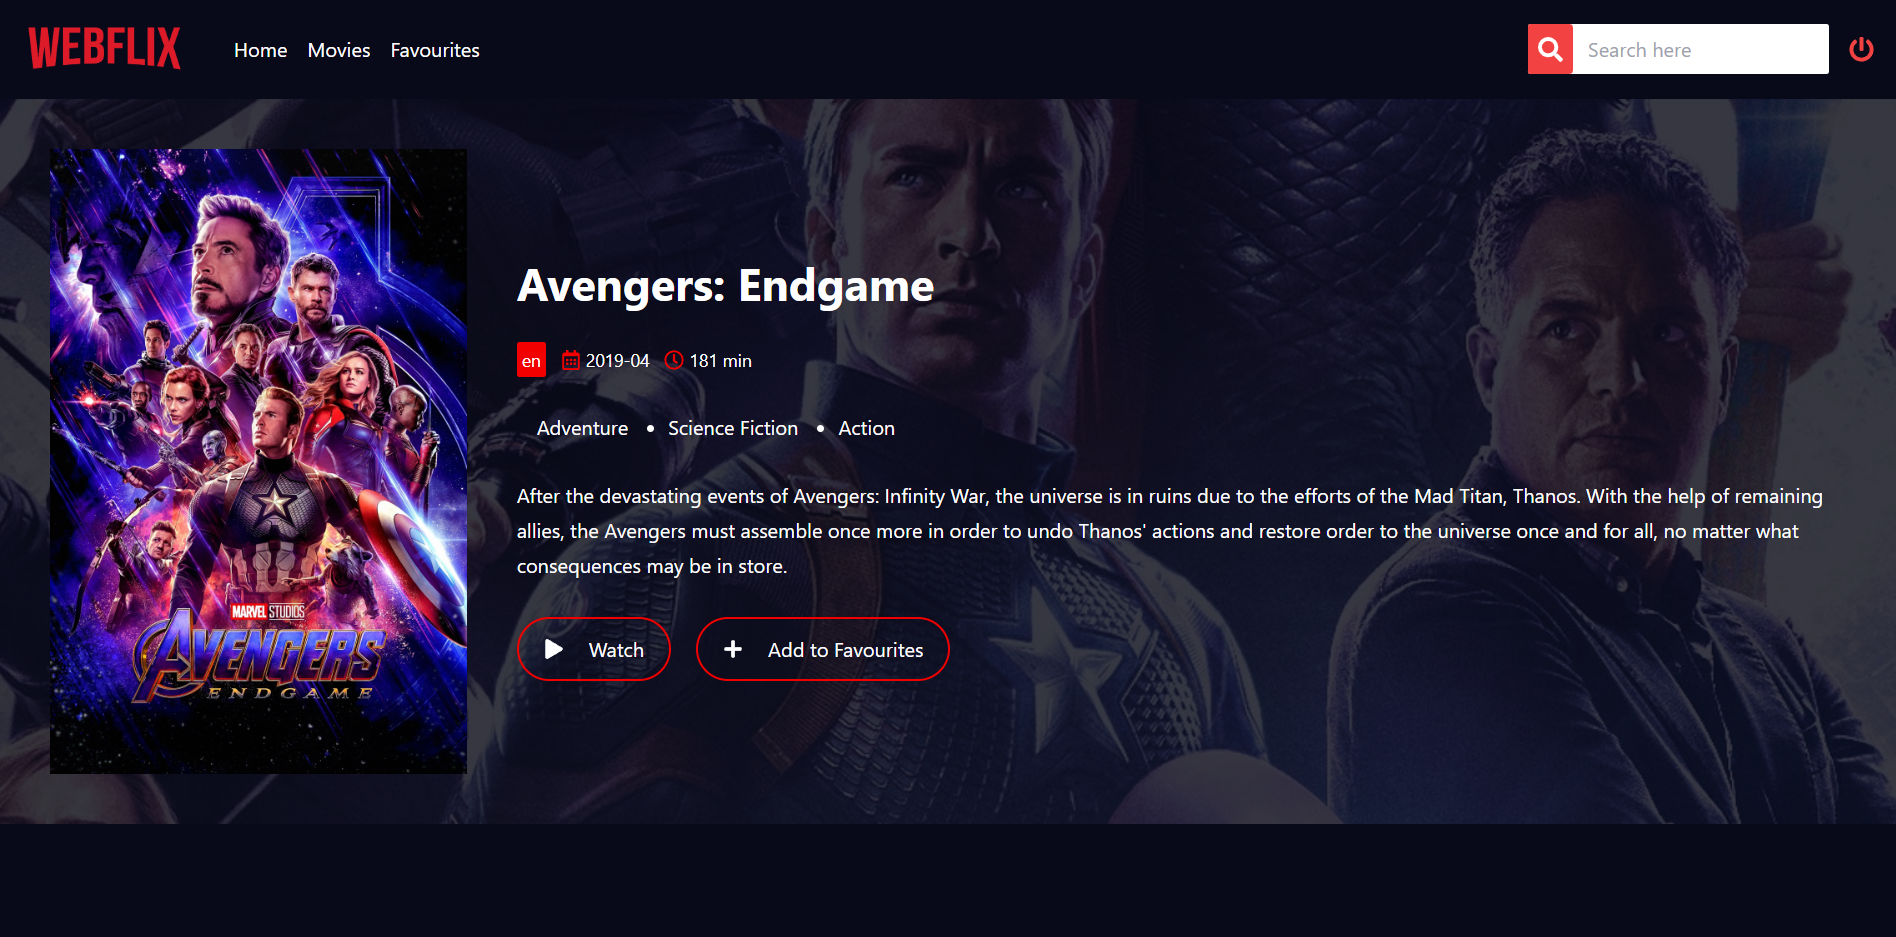 WEBFLIX
Home Movies Favourites
Search here
MARVEL STUDIOS
AVENGERS
ENDGAME
Avengers: Endgame
en 2019-04 181 min
Adventure • Science Fiction • Action
After the devastating events of Avengers: Infinity War, the universe is in ruins due to the efforts of the Mad Titan, Thanos. With the help of remaining
allies, the Avengers must assemble once more in order to undo Thanos' actions and restore order to the universe once and for all, no matter what
consequences may be in store.
Watch
Add to Favourites